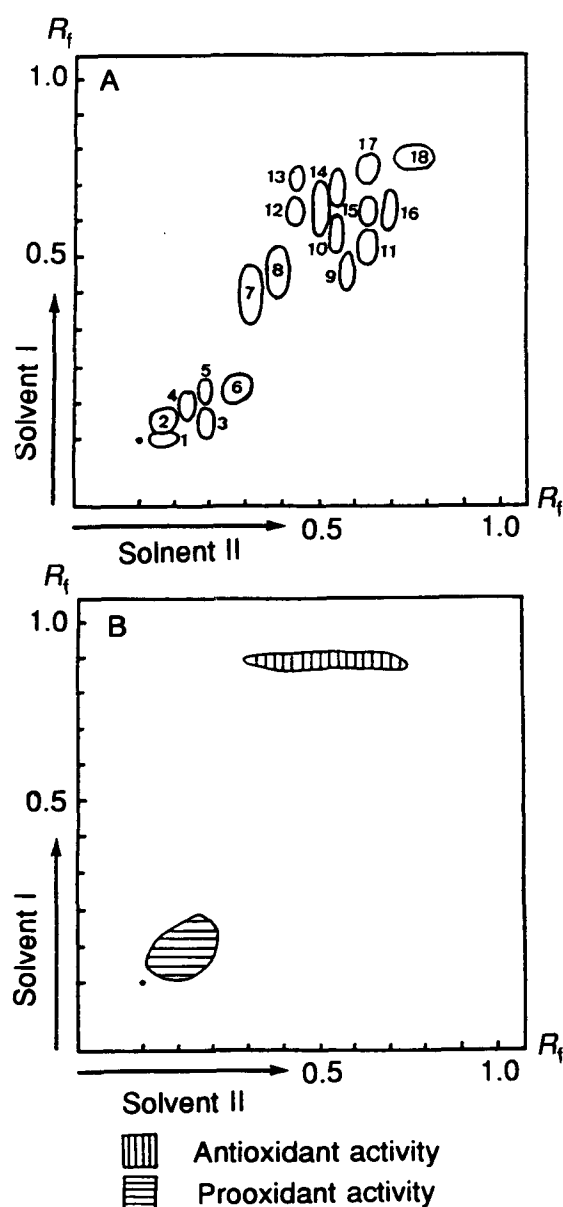 Rf
1.0
A
17
18
13
14
12
15
16
10
11
0.5
9
8
7
5
6
4
2
3
1
Solvent I
Rf
0.5
1.0
Solnent II
Rf
1.0
B
0.5
Solvent I
Rf
0.5
1.0
Solvent II
Antioxidant activity
Prooxidant activity